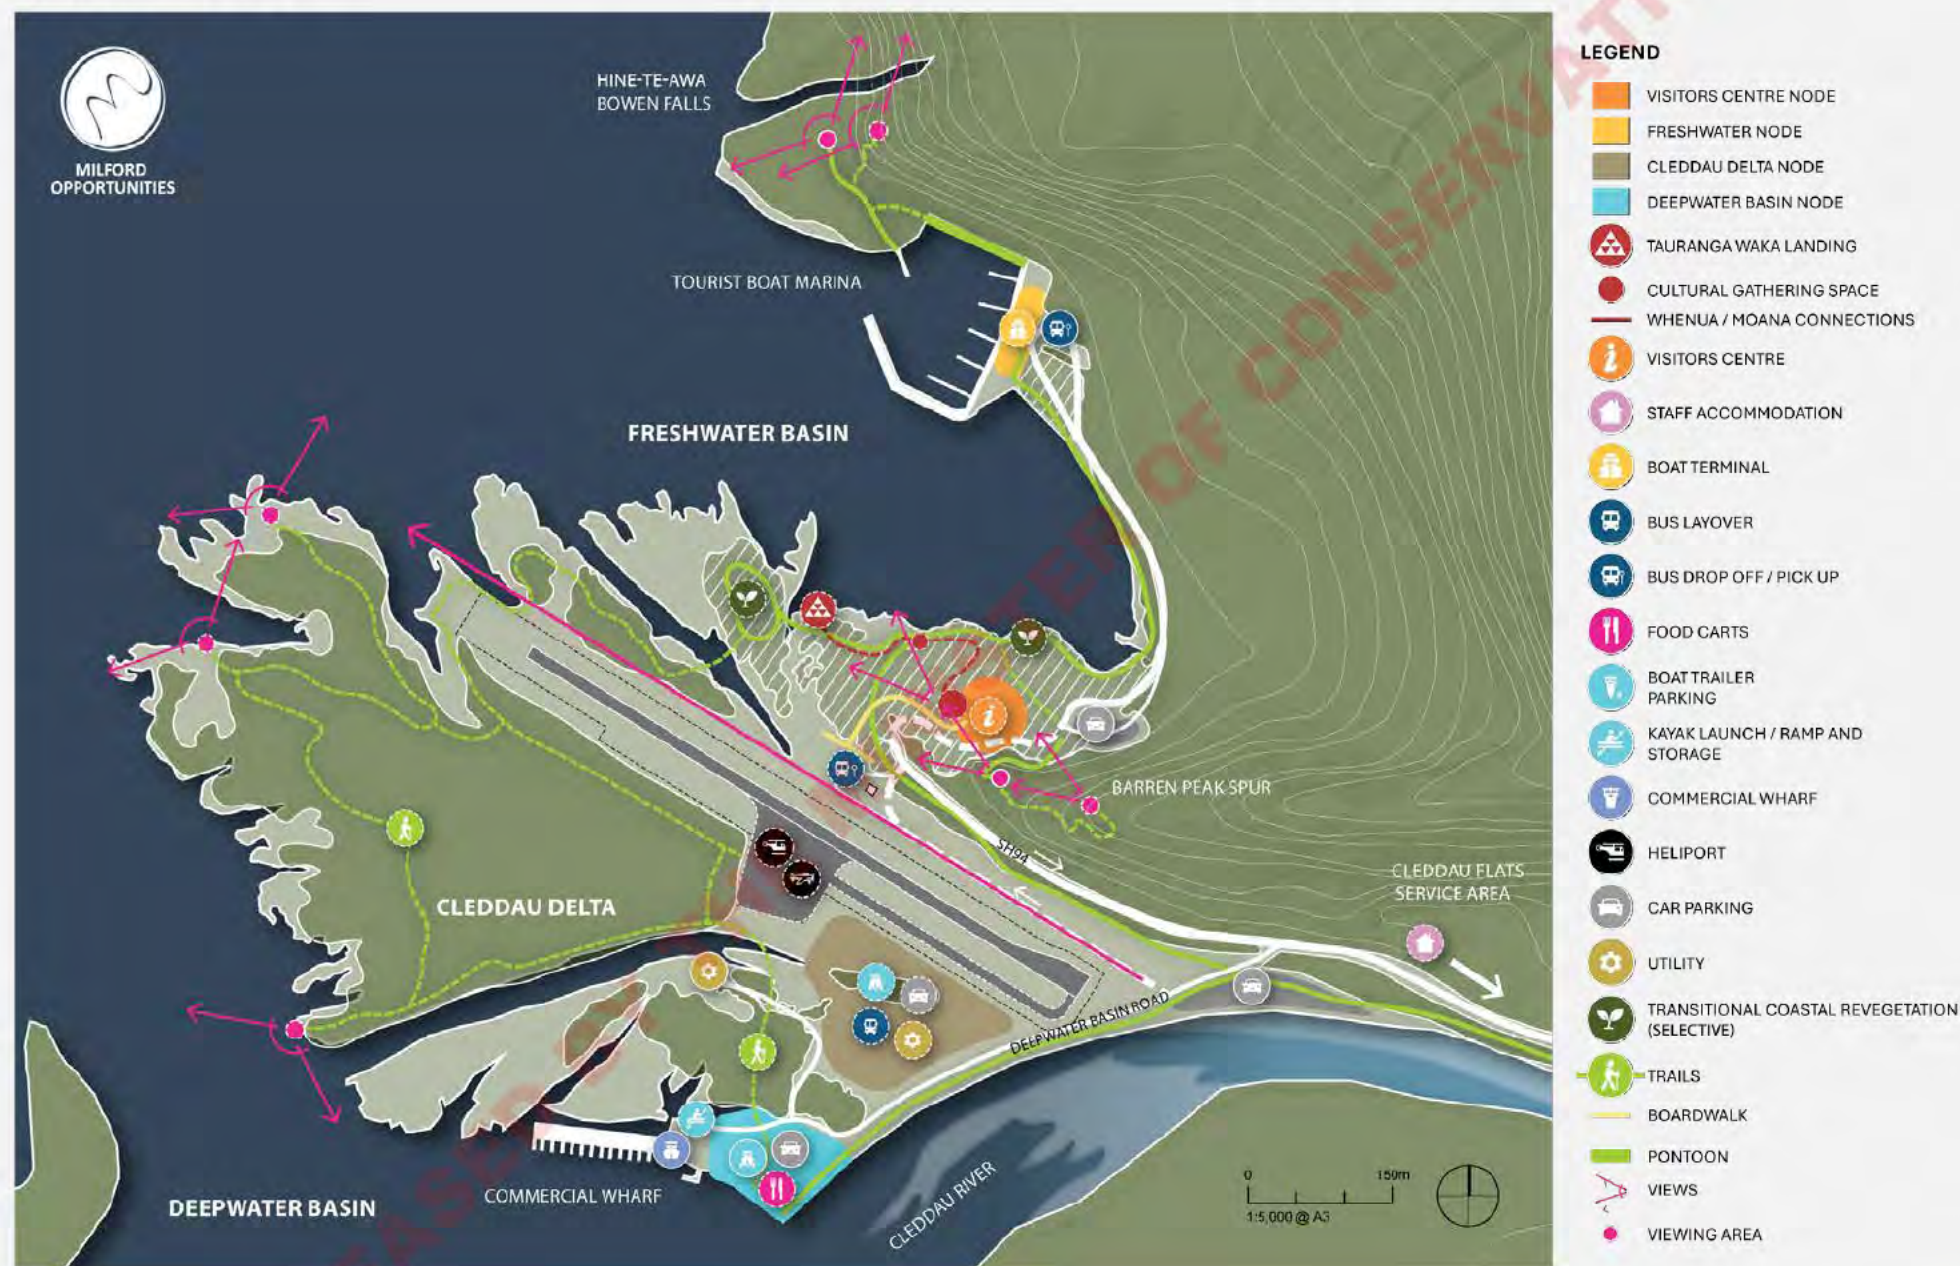 MILFORD
OPPORTUNITIES
HINE-TE-AWA
BOWEN FALLS
TOURIST BOAT MARINA
FRESHWATER BASIN
BARREN PEAK SPUR
SH94
CLEDDAU FLATS
SERVICE AREA
CLEDDAU DELTA
DEEPWATER BASIN ROAD
COMMERCIAL WHARF
DEEPWATER BASIN
CLEDDAU RIVER
0 150m
1:5,000 @ A3
LEGEND
VISITORS CENTRE NODE
FRESHWATER NODE
CLEDDAU DELTA NODE
DEEPWATER BASIN NODE
TAURANGA WAKA LANDING
CULTURAL GATHERING SPACE
WHENUA / MOANA CONNECTIONS
VISITORS CENTRE
STAFF ACCOMMODATION
BOAT TERMINAL
BUS LAYOVER
BUS DROP OFF / PICK UP
FOOD CARTS
BOAT TRAILER
PARKING
KAYAK LAUNCH / RAMP AND
STORAGE
COMMERCIAL WHARF
HELIPORT
CAR PARKING
UTILITY
TRANSITIONAL COASTAL REVEGETATION
(SELECTIVE)
TRAILS
BOARDWALK
PONTOON
VIEWS
VIEWING AREA
OF CONSERVATI